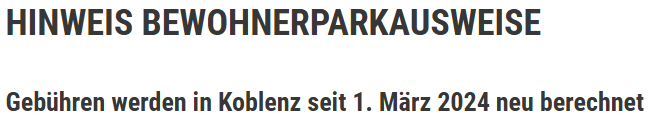 HINWEIS BEWOHNERPARKAUSWEISE
Gebühren werden in Koblenz seit 1. März 2024 neu berechnet